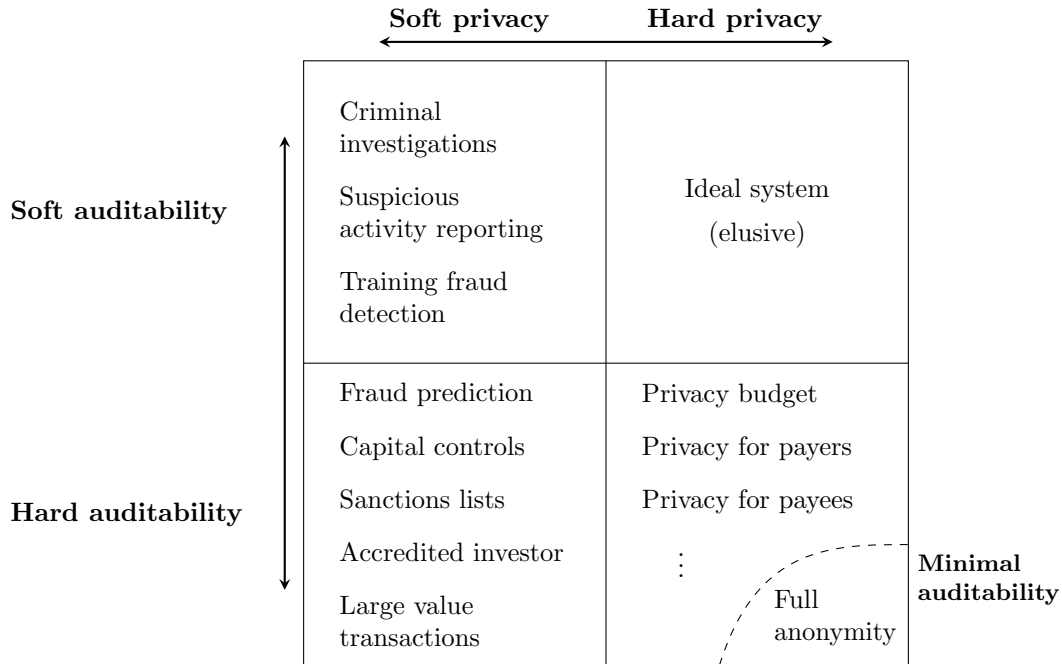 Soft privacy Hard privacy
Soft auditability
Criminal
investigations
Suspicious
activity reporting
Training fraud
detection
Ideal system
(elusive)
Hard auditability
Fraud prediction
Capital controls
Sanctions lists
Accredited investor
Large value
transactions
Privacy budget
Privacy for payers
Privacy for payees
⋮
Full
anonymity
Minimal
auditability